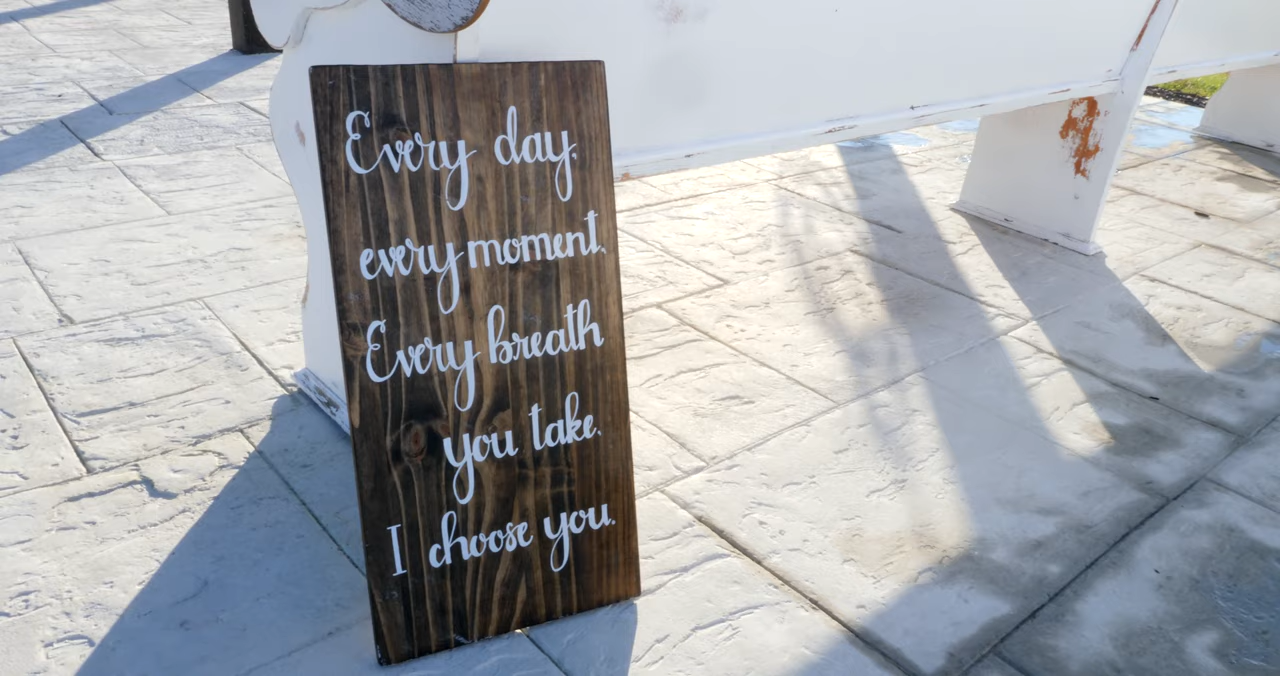 Every day,
every moment.
Every breath
you take.
I choose you.